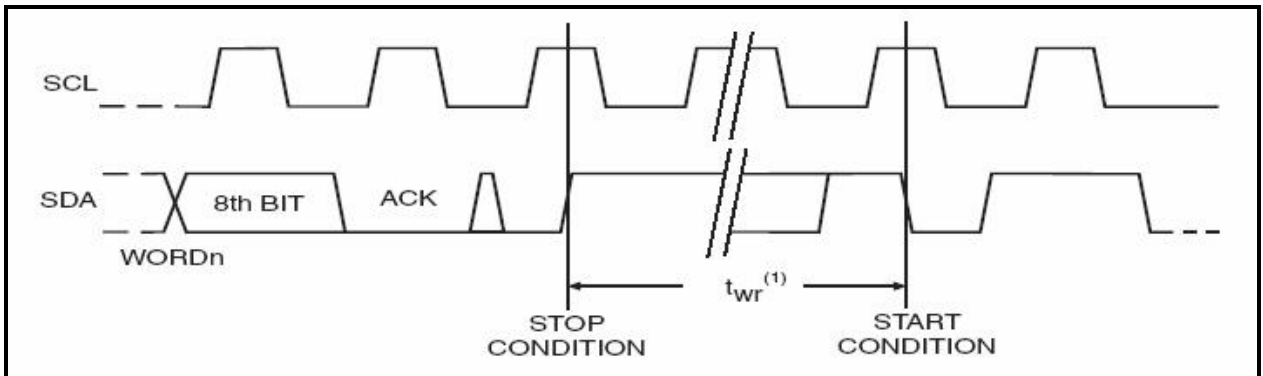 SCL
SDA
8th BIT
ACK
WORDn
twr(1)
STOP
CONDITION
START
CONDITION